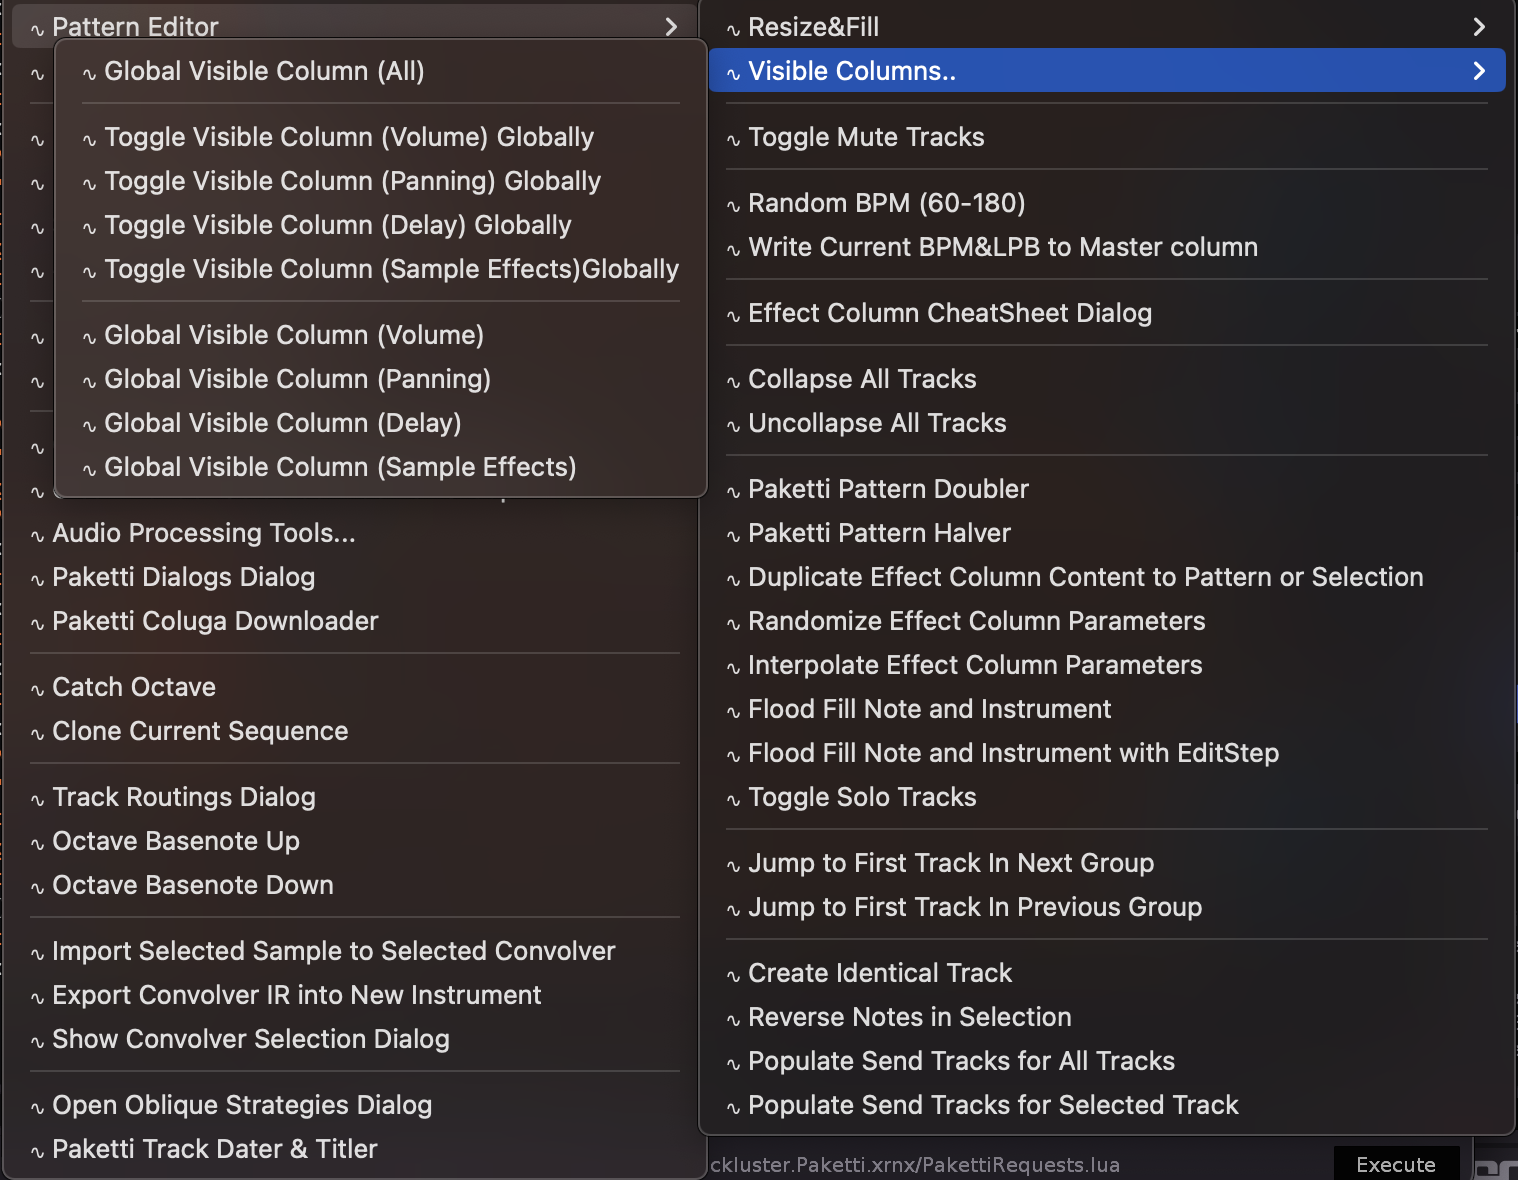 Pattern Editor
Global Visible Column (All)
Toggle Visible Column (Volume) Globally
Toggle Visible Column (Panning) Globally
Toggle Visible Column (Delay) Globally
Toggle Visible Column (Sample Effects)Globally
Global Visible Column (Volume)
Global Visible Column (Panning)
Global Visible Column (Delay)
Global Visible Column (Sample Effects)
Audio Processing Tools...
Paketti Dialogs Dialog
Paketti Coluga Downloader
Catch Octave
Clone Current Sequence
Track Routings Dialog
Octave Basenote Up
Octave Basenote Down
Import Selected Sample to Selected Convolver
Export Convolver IR into New Instrument
Show Convolver Selection Dialog
Open Oblique Strategies Dialog
Paketti Track Dater & Titler
Resize&Fill
Visible Columns..
Toggle Mute Tracks
Random BPM (60-180)
Write Current BPM&LPB to Master column
Effect Column CheatSheet Dialog
Collapse All Tracks
Uncollapse All Tracks
Paketti Pattern Doubler
Paketti Pattern Halver
Duplicate Effect Column Content to Pattern or Selection
Randomize Effect Column Parameters
Interpolate Effect Column Parameters
Flood Fill Note and Instrument
Flood Fill Note and Instrument with EditStep
Toggle Solo Tracks
Jump to First Track In Next Group
Jump to First Track In Previous Group
Create Identical Track
Reverse Notes in Selection
Populate Send Tracks for All Tracks
Populate Send Tracks for Selected Track
ckluster.Paketti.xrnx/PakettiRequests.lua
Execute